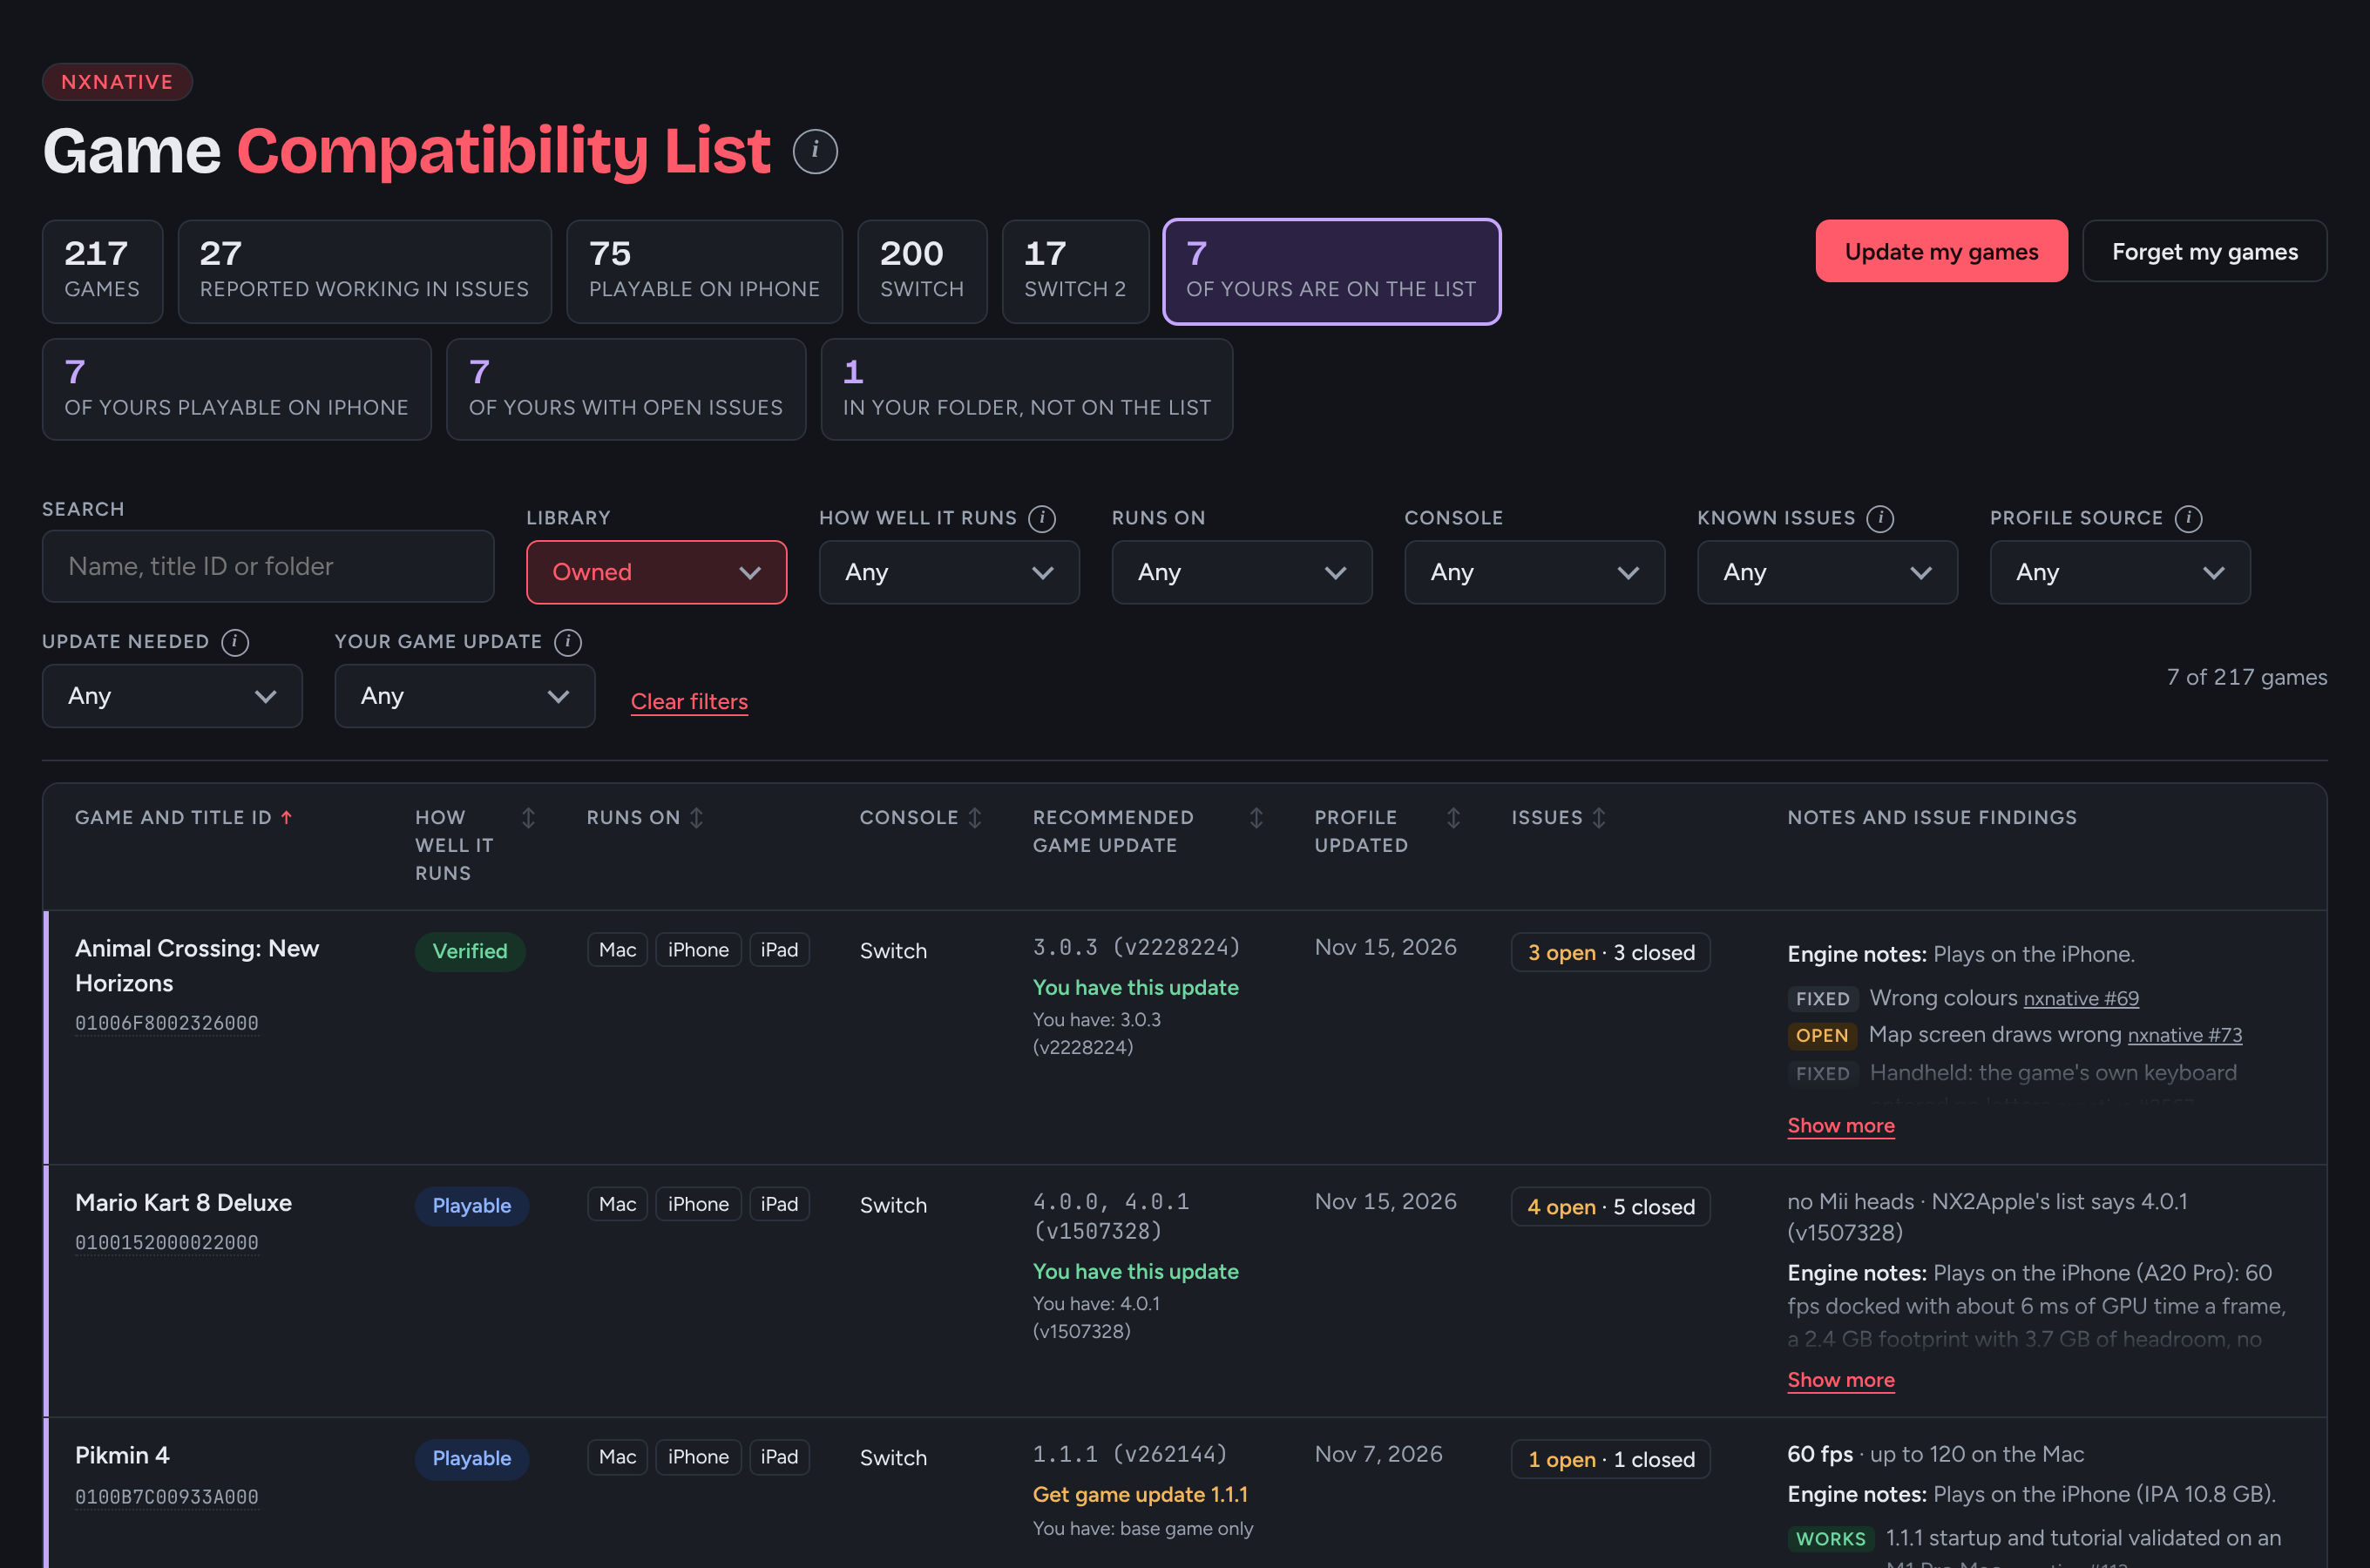 NXNATIVE
Game Compatibility List i
217
GAMES
27
REPORTED WORKING IN ISSUES
75
PLAYABLE ON IPHONE
200
SWITCH
17
SWITCH 2
7
OF YOURS ARE ON THE LIST
Update my games
Forget my games
7
OF YOURS PLAYABLE ON IPHONE
7
OF YOURS WITH OPEN ISSUES
1
IN YOUR FOLDER, NOT ON THE LIST
SEARCH
Name, title ID or folder
LIBRARY
Owned
HOW WELL IT RUNS i
Any
RUNS ON
Any
CONSOLE
Any
KNOWN ISSUES i
Any
PROFILE SOURCE i
Any
UPDATE NEEDED i
Any
YOUR GAME UPDATE i
Any
Clear filters
7 of 217 games
GAME AND TITLE ID ↑
HOW
WELL IT
RUNS
RUNS ON
CONSOLE
RECOMMENDED
GAME UPDATE
PROFILE
UPDATED
ISSUES
NOTES AND ISSUE FINDINGS
Animal Crossing: New
Horizons
01006F8002326000
Verified
Mac iPhone iPad
Switch
3.0.3 (v2228224)
You have this update
You have: 3.0.3
(v2228224)
Nov 15, 2026
3 open · 3 closed
Engine notes: Plays on the iPhone.
FIXED Wrong colours nxnative #69
OPEN Map screen draws wrong nxnative #73
FIXED Handheld: the game's own keyboard
Show more
Mario Kart 8 Deluxe
0100152000022000
Playable
Mac iPhone iPad
Switch
4.0.0, 4.0.1
(v1507328)
You have this update
You have: 4.0.1
(v1507328)
Nov 15, 2026
4 open · 5 closed
no Mii heads · NX2Apple's list says 4.0.1
(v1507328)
Engine notes: Plays on the iPhone (A20 Pro): 60
fps docked with about 6 ms of GPU time a frame,
a 2.4 GB footprint with 3.7 GB of headroom, no
Show more
Pikmin 4
0100B7C00933A000
Playable
Mac iPhone iPad
Switch
1.1.1 (v262144)
Get game update 1.1.1
You have: base game only
Nov 7, 2026
1 open · 1 closed
60 fps · up to 120 on the Mac
Engine notes: Plays on the iPhone (IPA 10.8 GB).
WORKS 1.1.1 startup and tutorial validated on an